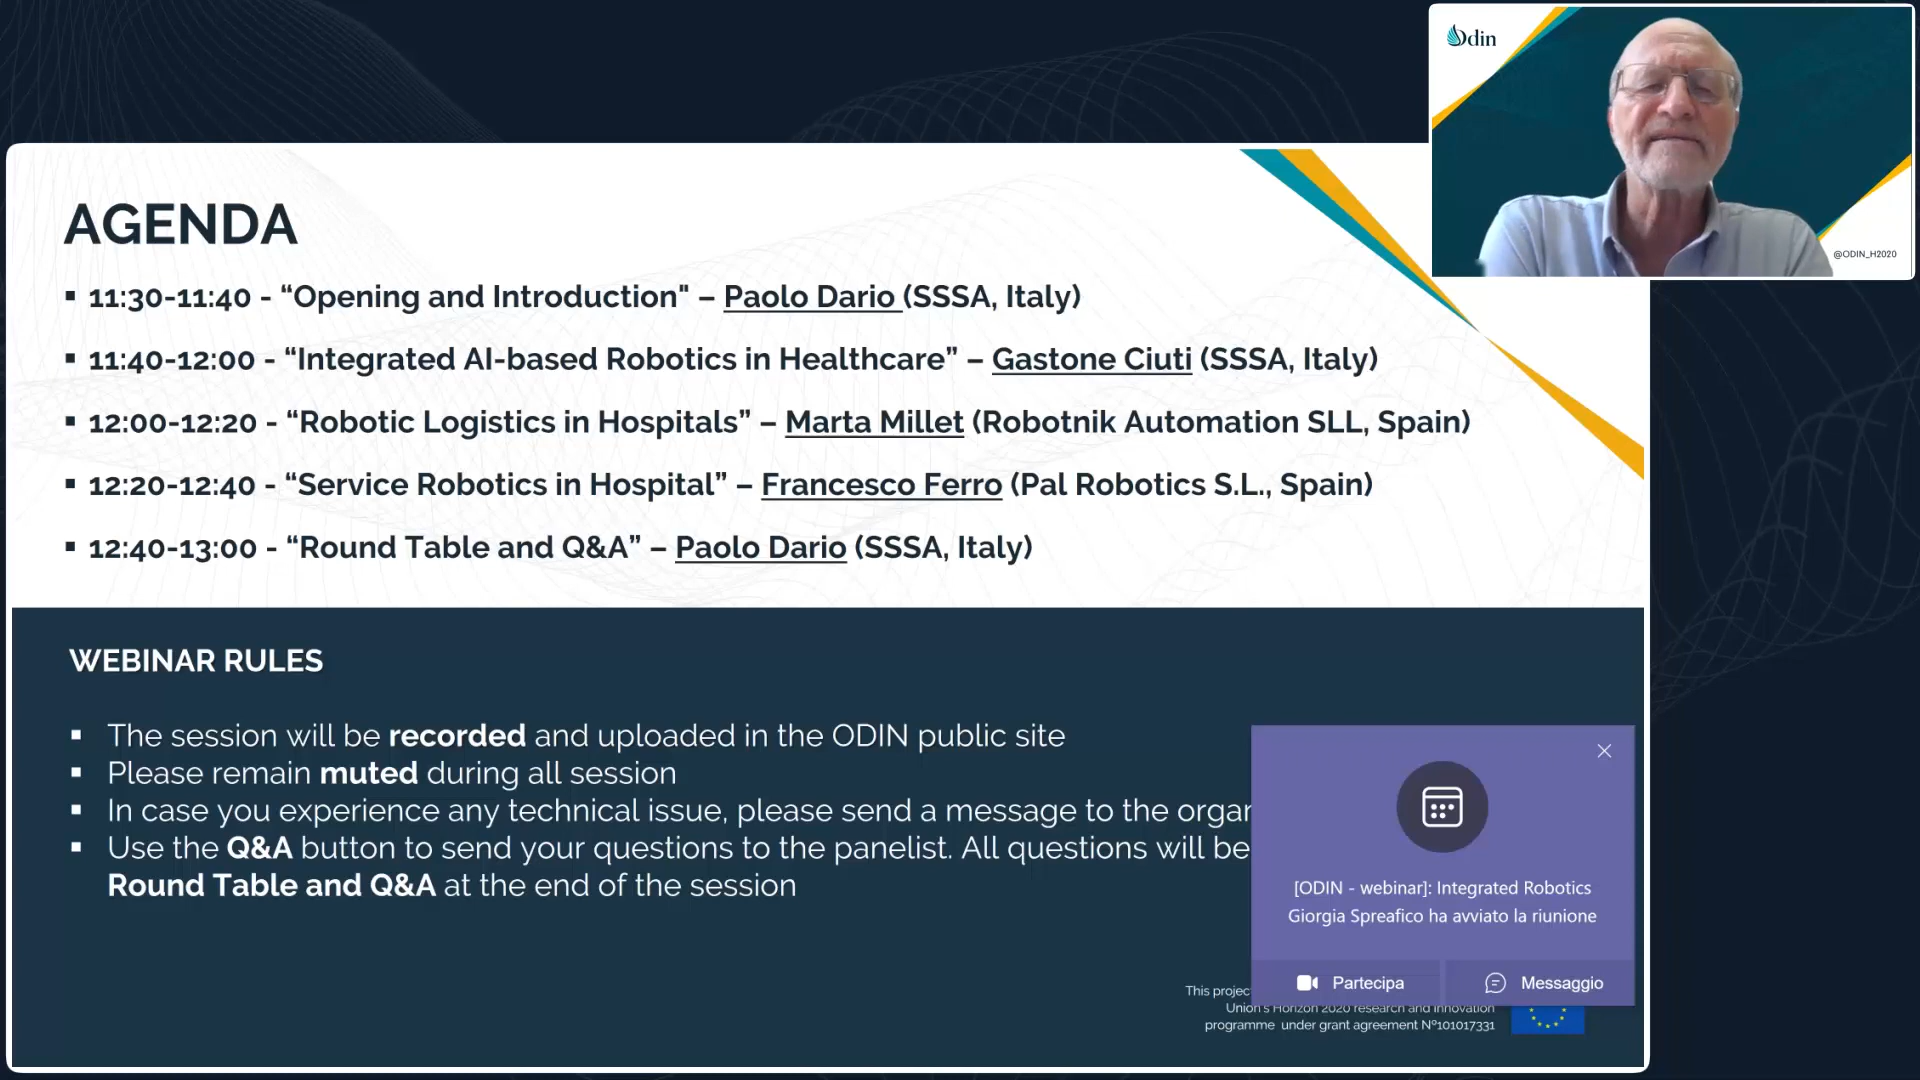 Odin
@ODIN_H2020
AGENDA
▪ 11:30-11:40 - “Opening and Introduction" – Paolo Dario (SSSA, Italy)
▪ 11:40-12:00 - “Integrated AI-based Robotics in Healthcare” – Gastone Ciuti (SSSA, Italy)
▪ 12:00-12:20 - “Robotic Logistics in Hospitals” – Marta Millet (Robotnik Automation SLL, Spain)
▪ 12:20-12:40 - “Service Robotics in Hospital” – Francesco Ferro (Pal Robotics S.L., Spain)
▪ 12:40-13:00 - “Round Table and Q&A” – Paolo Dario (SSSA, Italy)
WEBINAR RULES
▪ The session will be recorded and uploaded in the ODIN public site
▪ Please remain muted during all session
▪ In case you experience any technical issue, please send a message to the organ
▪ Use the Q&A button to send your questions to the panelist. All questions will be
Round Table and Q&A at the end of the session
[ODIN - webinar]: Integrated Robotics
Giorgia Spreafico ha avviato la riunione
Partecipa
Messaggio
This projec
Union's Horizon 2020 research and innovation
programme under grant agreement Nº101017331